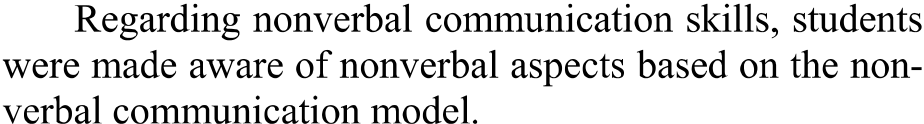 Regarding nonverbal communication skills, students
were made aware of nonverbal aspects based on the non-
verbal communication model.